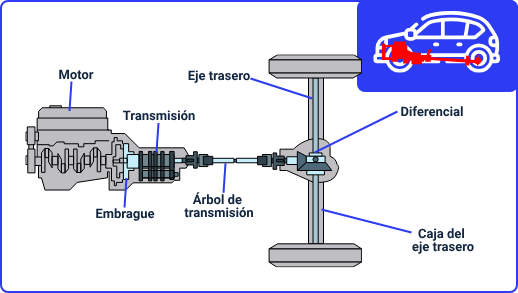 Motor
Eje trasero
Transmisión
Diferencial
Embrague
Árbol de
transmisión
Caja del
eje trasero